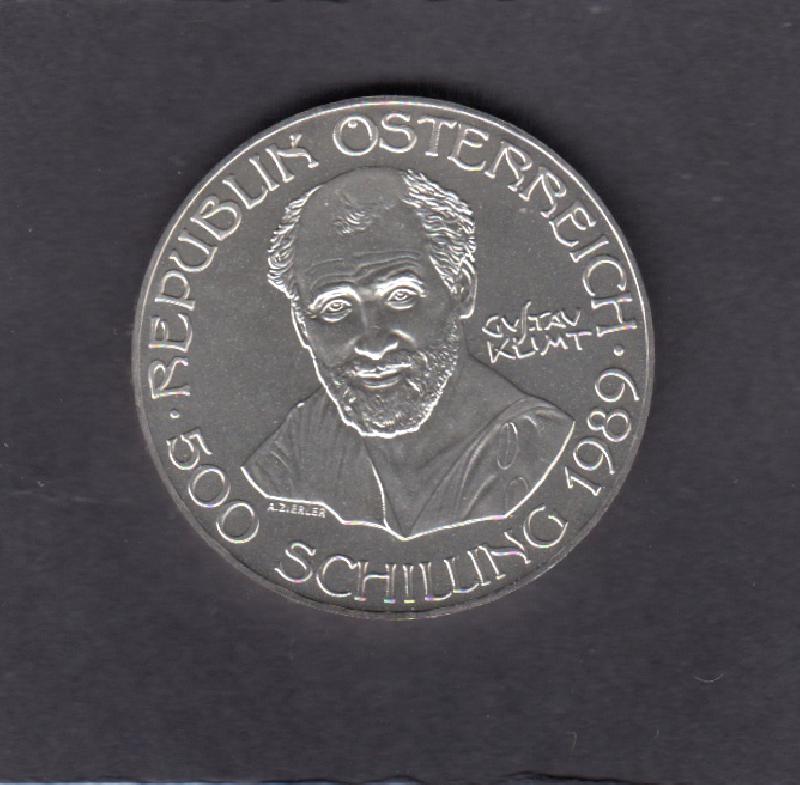 · REPUBLIK ÖSTERREICH ·
GUSTAV
KLIMT
A. ZIERLER
500 SCHILLING 1989